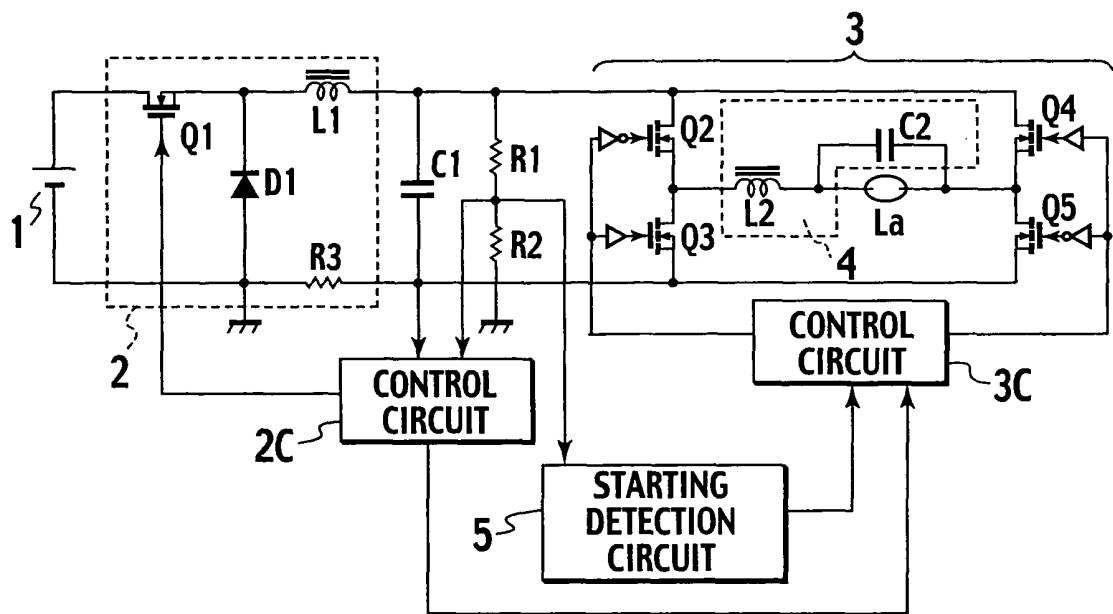 3
Q1
L1
Q2
Q4
C2
1
D1
C1
R1
L2
La
Q3
Q5
R3
R2
4
2
CONTROL
CIRCUIT
2C
CONTROL
CIRCUIT
3C
5
STARTING
DETECTION
CIRCUIT